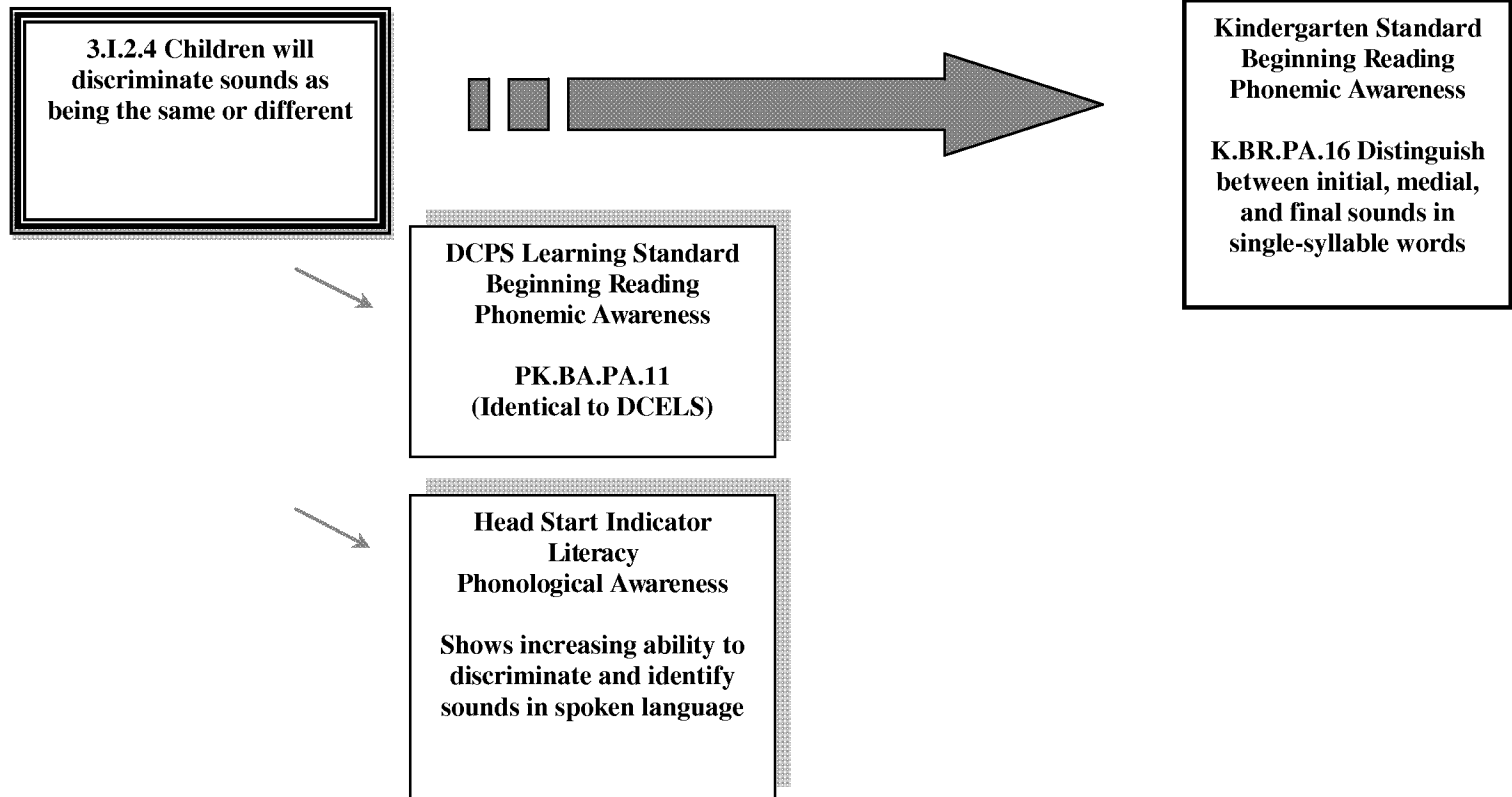 3.I.2.4 Children will
discriminate sounds as
being the same or different
Kindergarten Standard
Beginning Reading
Phonemic Awareness
K.BR.PA.16 Distinguish
between initial, medial,
and final sounds in
single-syllable words
DCPS Learning Standard
Beginning Reading
Phonemic Awareness
PK.BA.PA.11
(Identical to DCELS)
Head Start Indicator
Literacy
Phonological Awareness
Shows increasing ability to
discriminate and identify
sounds in spoken language